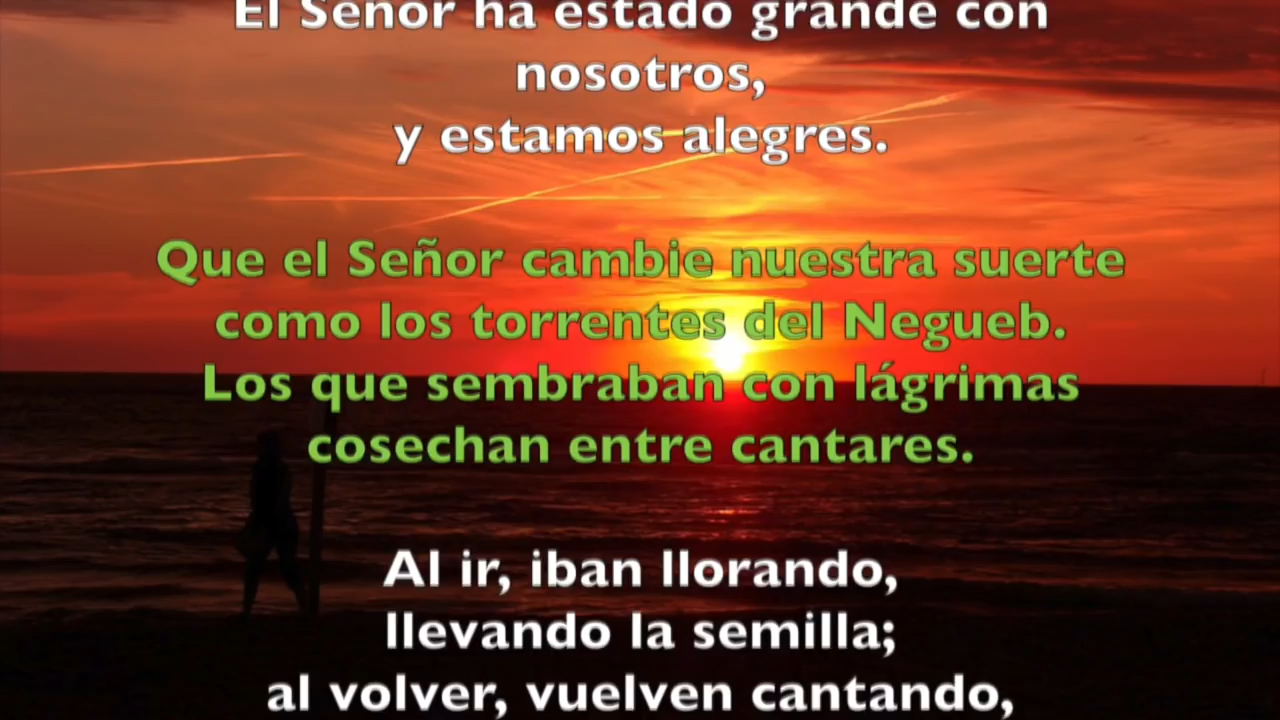 El Señor ha estado grande con
nosotros,
y estamos alegres.
Que el Señor cambie nuestra suerte
como los torrentes del Negueb.
Los que sembraban con lágrimas
cosechan entre cantares.
Al ir, iban llorando,
llevando la semilla;
al volver, vuelven cantando,